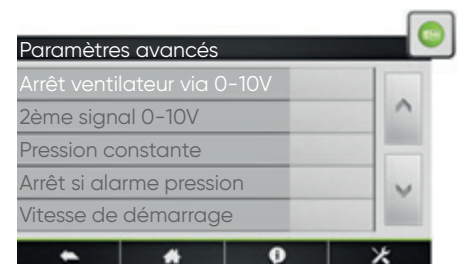 Paramètres avancés
Arrêt ventilateur via 0-10V
2ème signal 0-10V
Pression constante
Arrêt si alarme pression
Vitesse de démarrage